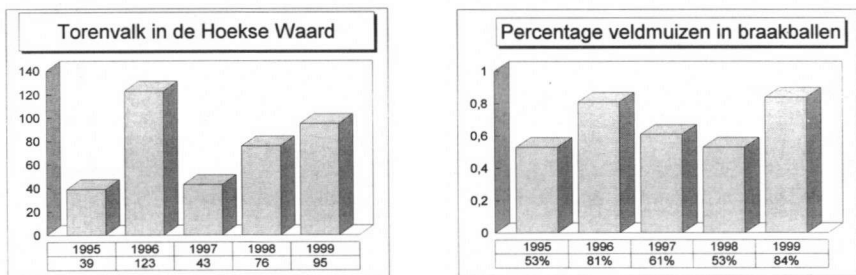 Torenvalk in de Hoekse Waard
140
120
100
80
60
40
20
0
1995 1996 1997 1998 1999
39 123 43 76 95
Percentage veldmuizen in braakballen
1
0,8
0,6
0,4
0,2
0
1995 1996 1997 1998 1999
53% 81% 61% 53% 84%